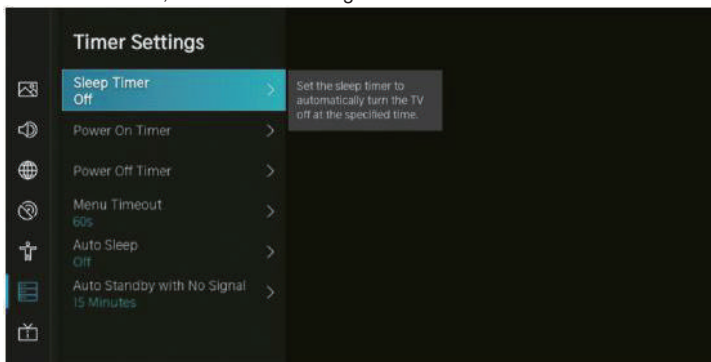 Timer Settings
Sleep Timer
Off
Set the sleep timer to
automatically turn the TV
off at the specified time.
Power On Timer
Power Off Timer
Menu Timeout
60s
Auto Sleep
Off
Auto Standby with No Signal
15 Minutes